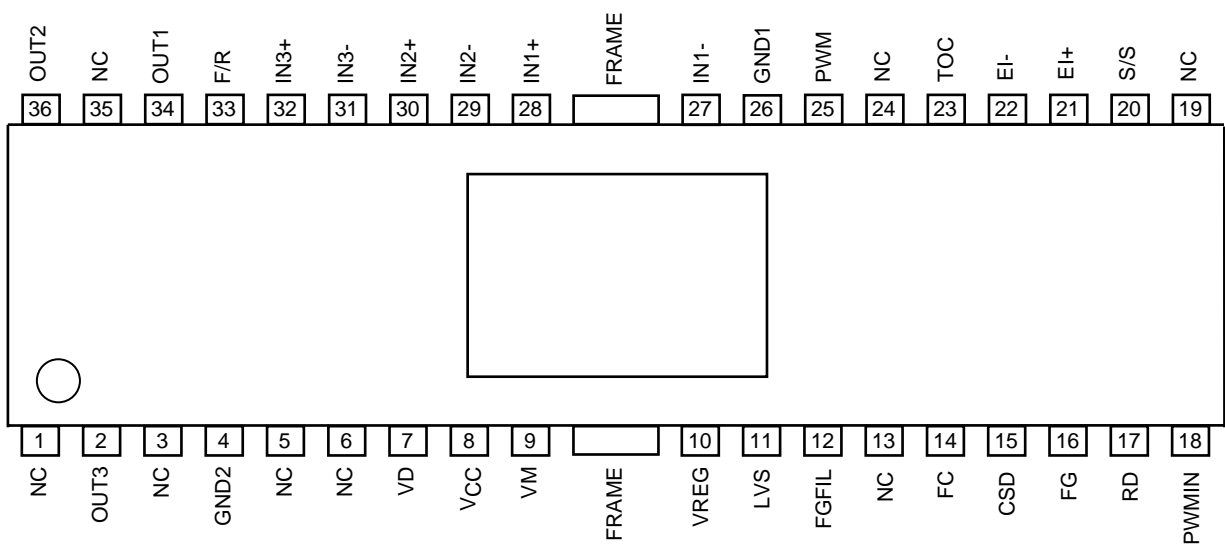 OUT2 NC OUT1 F/R IN3+ IN3- IN2+ IN2- IN1+ FRAME IN1- GND1 PWM NC TOC EI- EI+ S/S NC
36 35 34 33 32 31 30 29 28 27 26 25 24 23 22 21 20 19
1 2 3 4 5 6 7 8 9 10 11 12 13 14 15 16 17 18
NC OUT3 NC GND2 NC NC VD VCC VM FRAME VREG LVS FGFIL NC FC CSD FG RD PWMIN